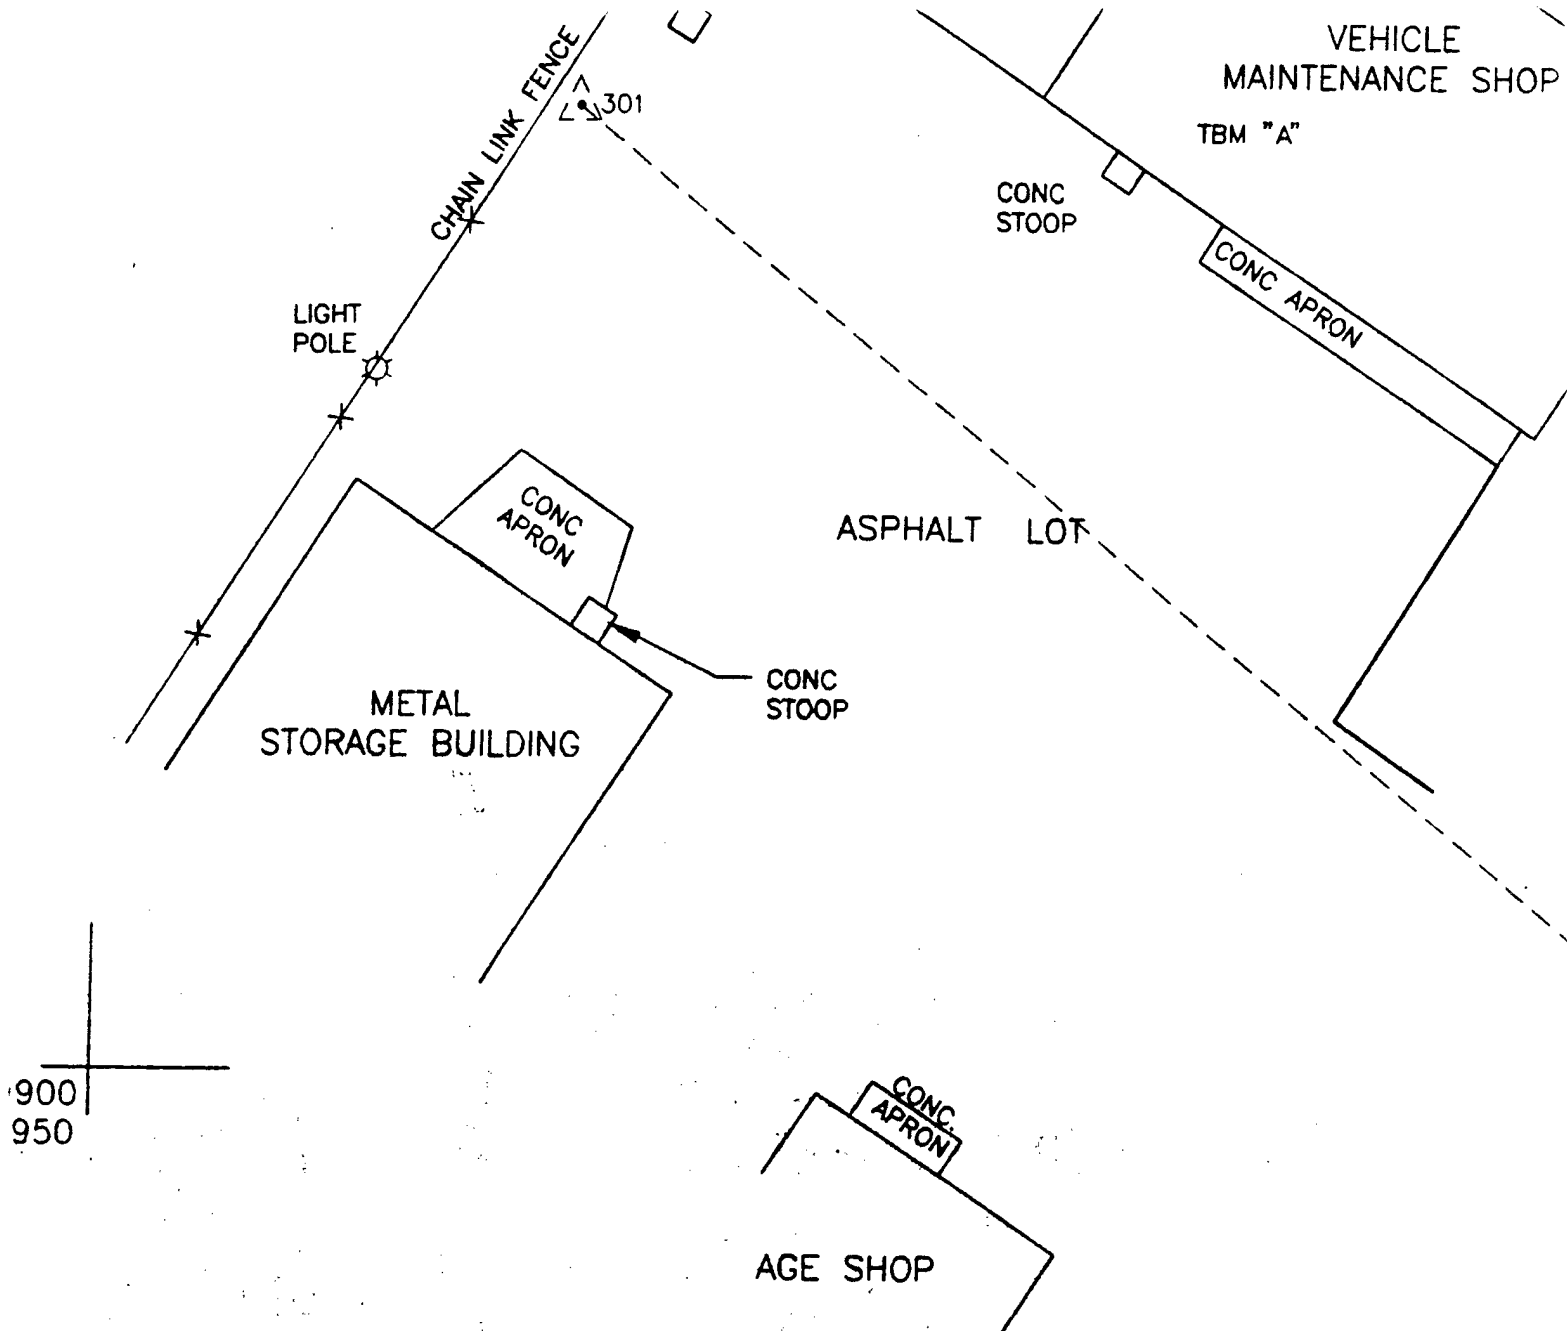 VEHICLE
MAINTENANCE SHOP
TBM "A"
CHAIN LINK FENCE
301
CONC
STOOP
CONC APRON
LIGHT
POLE
CONC
APRON
ASPHALT LOT
CONC
STOOP
METAL
STORAGE BUILDING
900
950
CONC.
APRON
AGE SHOP